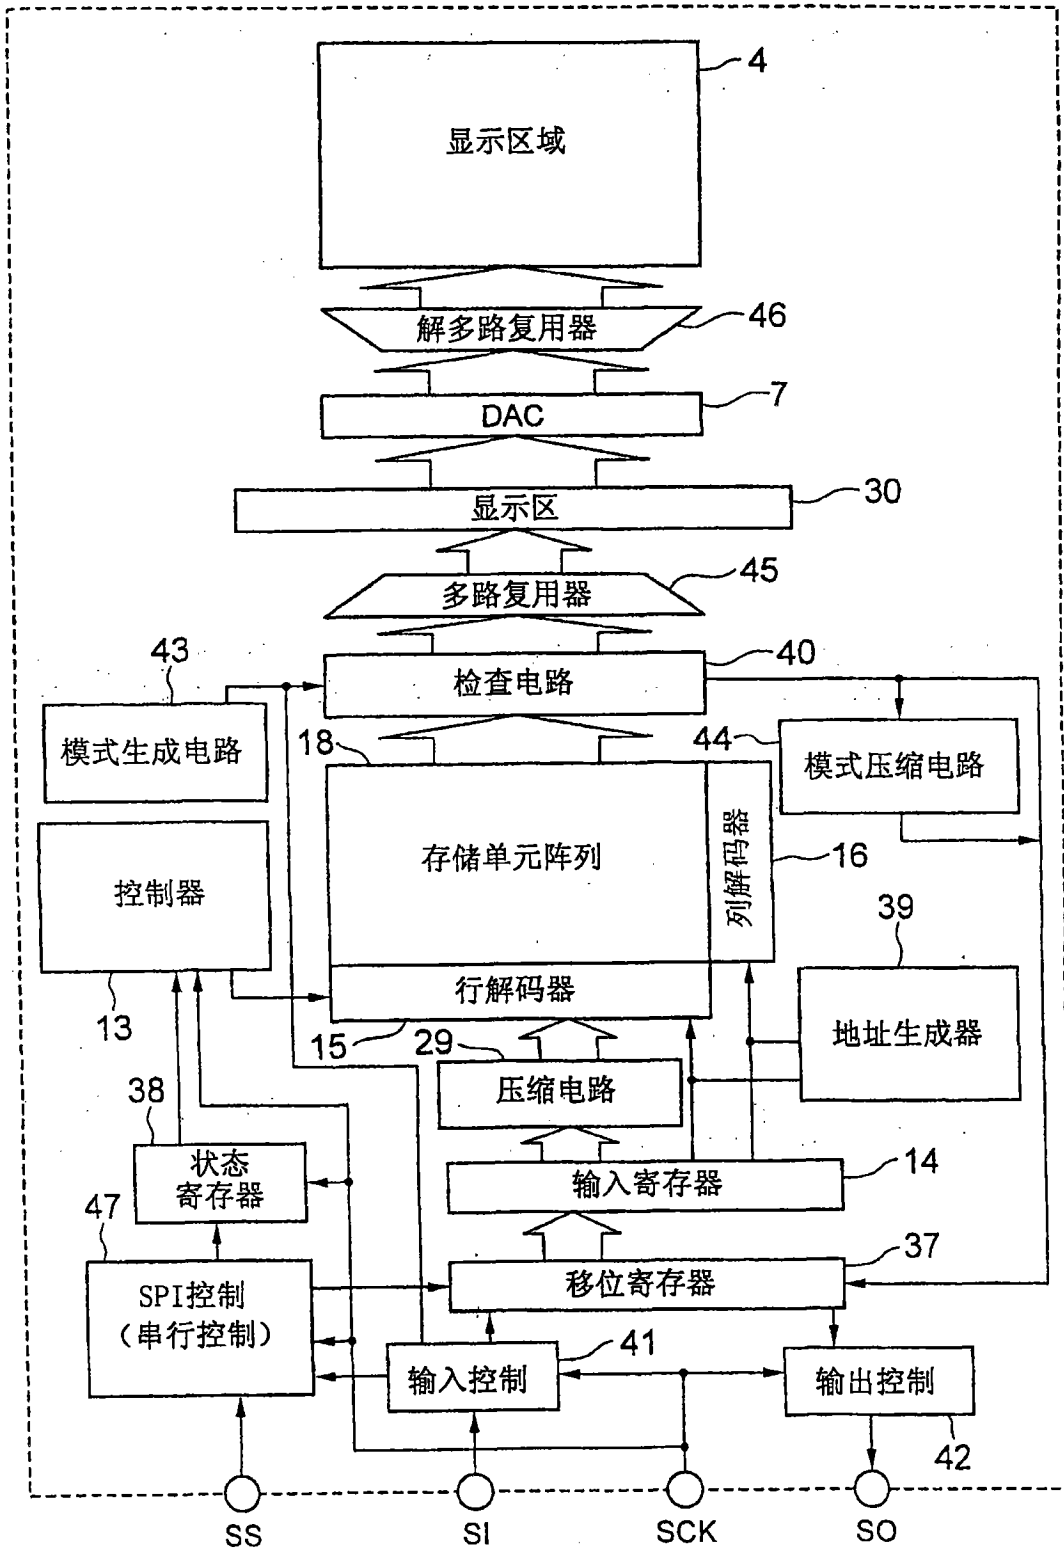 4
显示区域
46
解多路复用器
7
DAC
30
显示区
45
多路复用器
43
40
检查电路
模式生成电路
18
44
模式压缩电路
存储单元阵列
列解码器
16
控制器
39
行解码器
13
15
29
地址生成器
压缩电路
38
状态
寄存器
14
输入寄存器
47
37
移位寄存器
SPI控制
(串行控制)
41
输入控制
输出控制
42
SS
SI
SCK
SO